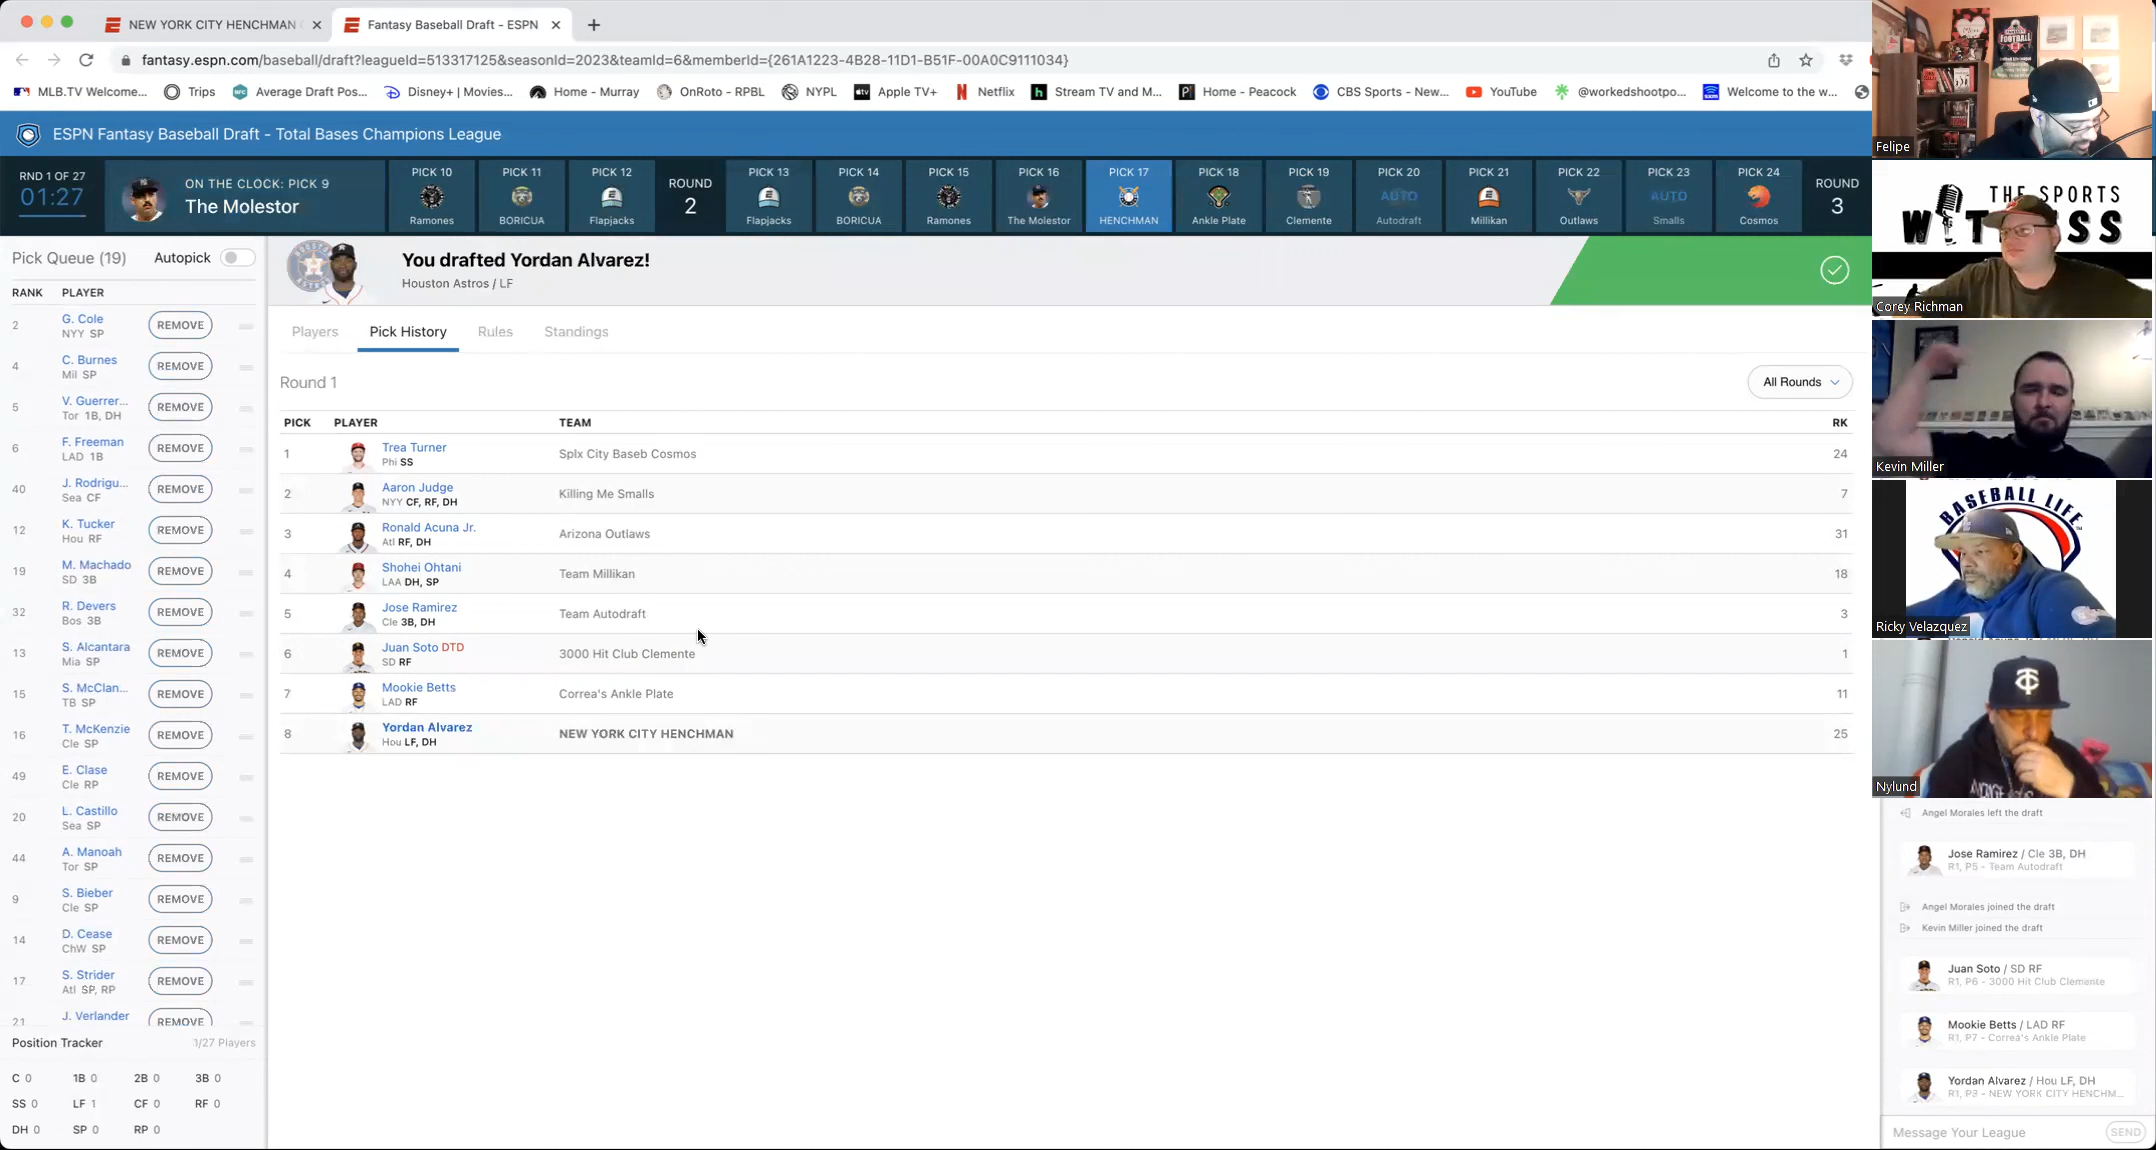 NEW YORK CITY HENCHMAN
Fantasy Baseball Draft - ESPN
fantasy.espn.com/baseball/draft?leagueId=513317125&seasonId=2023&teamId=6&memberId={261A1223-4B28-11D1-B51F-00A0C9111034}
MLB.TV Welcome... Trips Average Draft Pos... Disney+ | Movies... Home - Murray OnRoto - RPBL NYPL Apple TV+ Netflix Stream TV and M... Home - Peacock CBS Sports - New... YouTube @workedshootpo... Welcome to the w...
ESPN Fantasy Baseball Draft - Total Bases Champions League
RND 1 OF 27
01:27
ON THE CLOCK: PICK 9
The Molestor
PICK 10
Ramones
PICK 11
BORICUA
PICK 12
Flapjacks
ROUND
2
PICK 13
Flapjacks
PICK 14
BORICUA
PICK 15
Ramones
PICK 16
The Molestor
PICK 17
HENCHMAN
PICK 18
Ankle Plate
PICK 19
Clemente
PICK 20
AUTO
Autodraft
PICK 21
Millikan
PICK 22
Outlaws
PICK 23
AUTO
Smalls
PICK 24
Cosmos
ROUND
3
Pick Queue (19) Autopick
RANK PLAYER
2 G. Cole REMOVE
NYY SP
4 C. Burnes REMOVE
Mil SP
5 V. Guerrer... REMOVE
Tor 1B, DH
6 F. Freeman REMOVE
LAD 1B
40 J. Rodrigu... REMOVE
Sea CF
12 K. Tucker REMOVE
Hou RF
19 M. Machado REMOVE
SD 3B
32 R. Devers REMOVE
Bos 3B
13 S. Alcantara REMOVE
Mia SP
15 S. McClan... REMOVE
TB SP
16 T. McKenzie REMOVE
Cle SP
49 E. Clase REMOVE
Cle RP
20 L. Castillo REMOVE
Sea SP
44 A. Manoah REMOVE
Tor SP
9 S. Bieber REMOVE
Cle SP
14 D. Cease REMOVE
ChW SP
17 S. Strider REMOVE
Atl SP, RP
21 J. Verlander REMOVE
Position Tracker 1/27 Players
C 0 1B 0 2B 0 3B 0
SS 0 LF 1 CF 0 RF 0
DH 0 SP 0 RP 0
You drafted Yordan Alvarez!
Houston Astros / LF
Players Pick History Rules Standings
Round 1
All Rounds
PICK PLAYER TEAM RK
1 Trea Turner Splx City Baseb Cosmos 24
Phi SS
2 Aaron Judge Killing Me Smalls 7
NYY CF, RF, DH
3 Ronald Acuna Jr. Arizona Outlaws 31
Atl RF, DH
4 Shohei Ohtani Team Millikan 18
LAA DH, SP
5 Jose Ramirez Team Autodraft 3
Cle 3B, DH
6 Juan Soto DTD 3000 Hit Club Clemente 1
SD RF
7 Mookie Betts Correa's Ankle Plate 11
LAD RF
8 Yordan Alvarez NEW YORK CITY HENCHMAN 25
Hou LF, DH
FOOTBALL
Felipe
THE SPORTS
WITNESS
Corey Richman
Kevin Miller
BASEBALL LIFE
Ricky Velazquez
TC
Nylund
Angel Morales left the draft
Jose Ramirez / Cle 3B, DH
R1, P5 - Team Autodraft
Angel Morales joined the draft
Kevin Miller joined the draft
Juan Soto / SD RF
R1, P6 - 3000 Hit Club Clemente
Mookie Betts / LAD RF
R1, P7 - Correa's Ankle Plate
Yordan Alvarez / Hou LF, DH
R1, P8 - NEW YORK CITY HENCHM...
Message Your League SEND